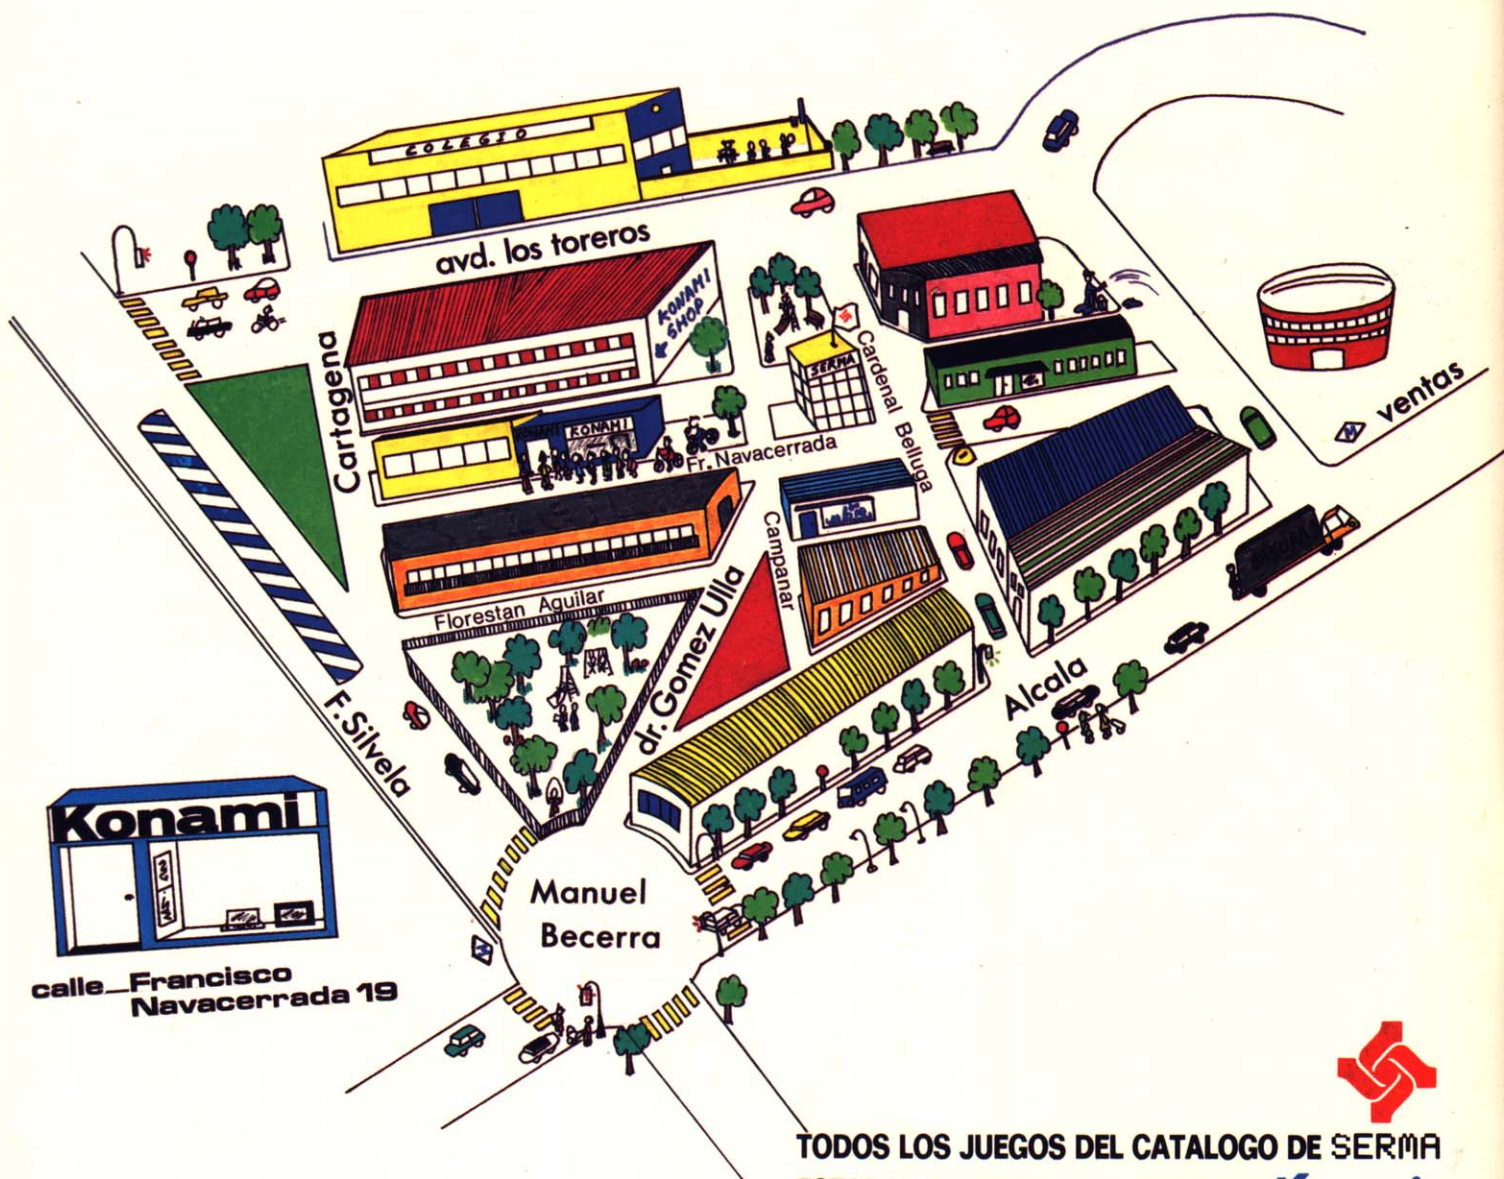 COLEGIO
avd. los toreros
KONAMI
SHOP
Cartagena
SERMA
Cardenal Belluga
ventas
KONAMI
KONAMI
Fr. Navacerrada
Campanar
Florestan Aguilar
dr. Gomez Ulla
Alcala
F. Silvela
Manuel
Becerra
Konami
calle_Francisco
Navacerrada 19
TODOS LOS JUEGOS DEL CATALOGO DE SERMA